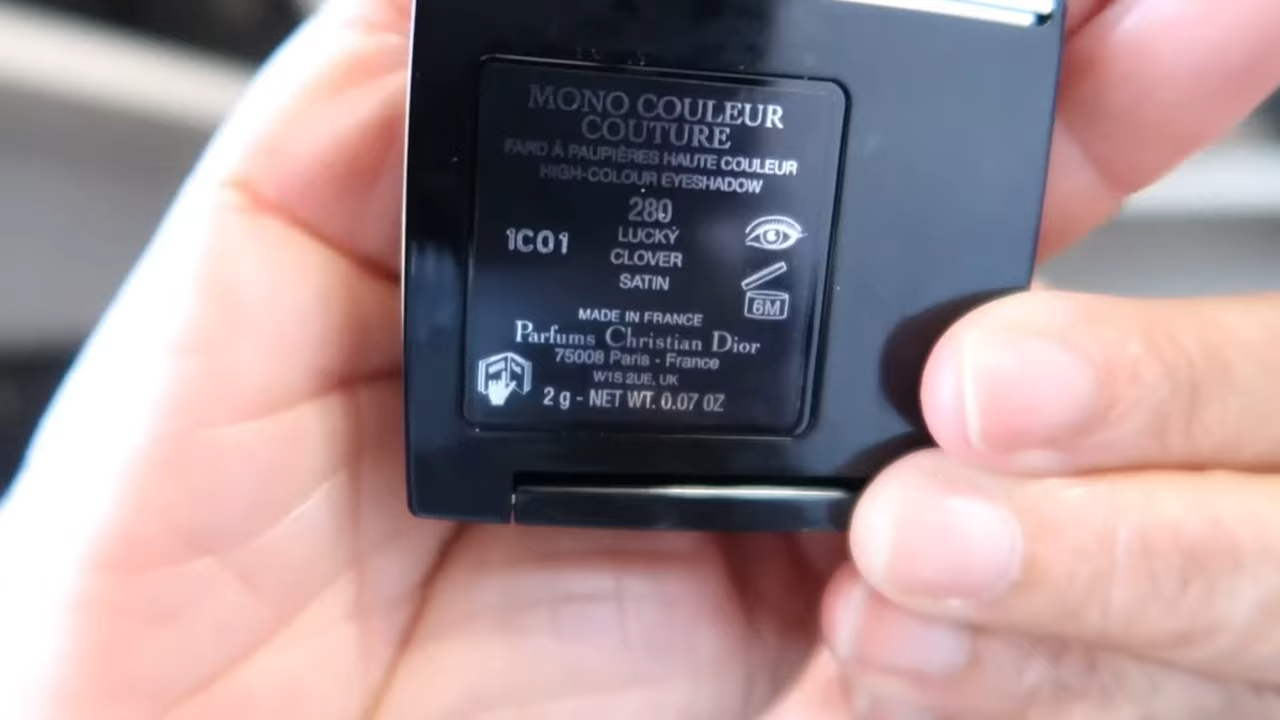 MONO COULEUR
COUTURE
FARD À PAUPIÈRES HAUTE COULEUR
HIGH-COLOUR EYESHADOW
280
1C01
LUCKY
CLOVER
SATIN
6M
MADE IN FRANCE
Parfums Christian Dior
75008 Paris - France
W1S 2UE, UK
2 g - NET WT. 0.07 OZ